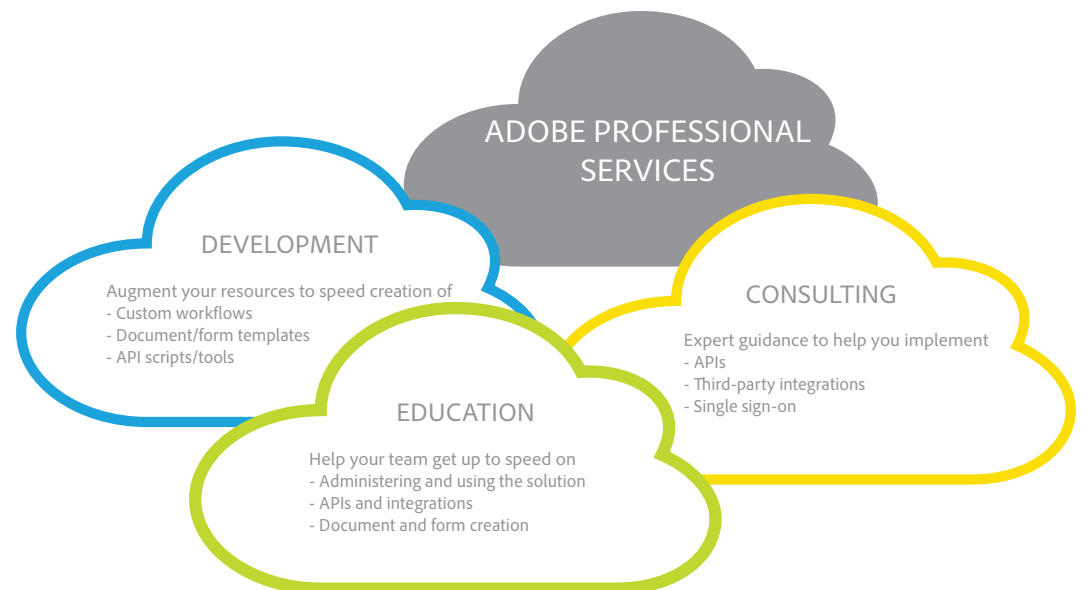 ADOBE PROFESSIONAL
SERVICES
DEVELOPMENT
Augment your resources to speed creation of
- Custom workflows
- Document/form templates
- API scripts/tools
CONSULTING
Expert guidance to help you implement
- APIs
- Third-party integrations
- Single sign-on
EDUCATION
Help your team get up to speed on
- Administering and using the solution
- APIs and integrations
- Document and form creation